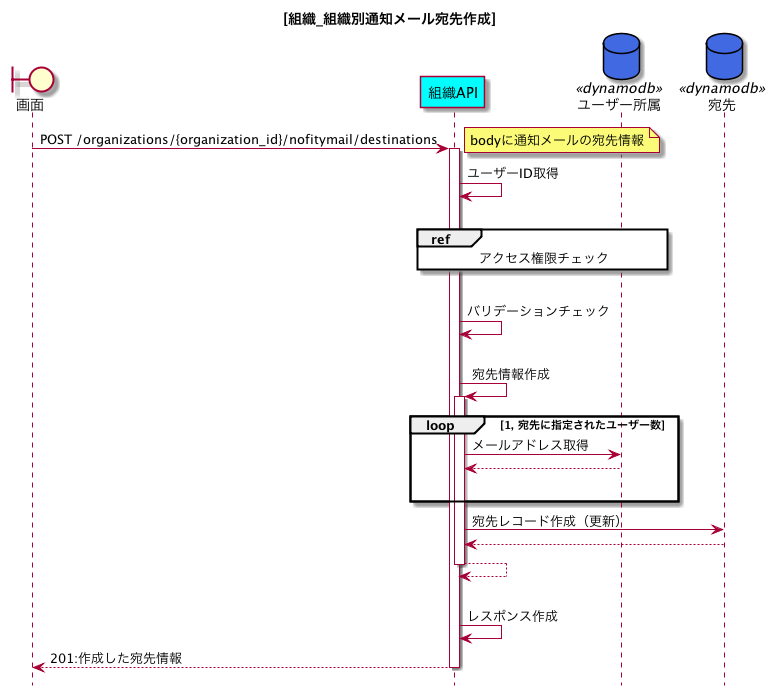 [組織_組織別通知メール宛先作成]
画面
組織API
«dynamodb»
ユーザー所属
«dynamodb»
宛先
POST /organizations/{organization_id}/nofitymail/destinations
bodyに通知メールの宛先情報
ユーザーID取得
ref
アクセス権限チェック
バリデーションチェック
宛先情報作成
loop
[1, 宛先に指定されたユーザー数]
メールアドレス取得
宛先レコード作成（更新）
レスポンス作成
201:作成した宛先情報